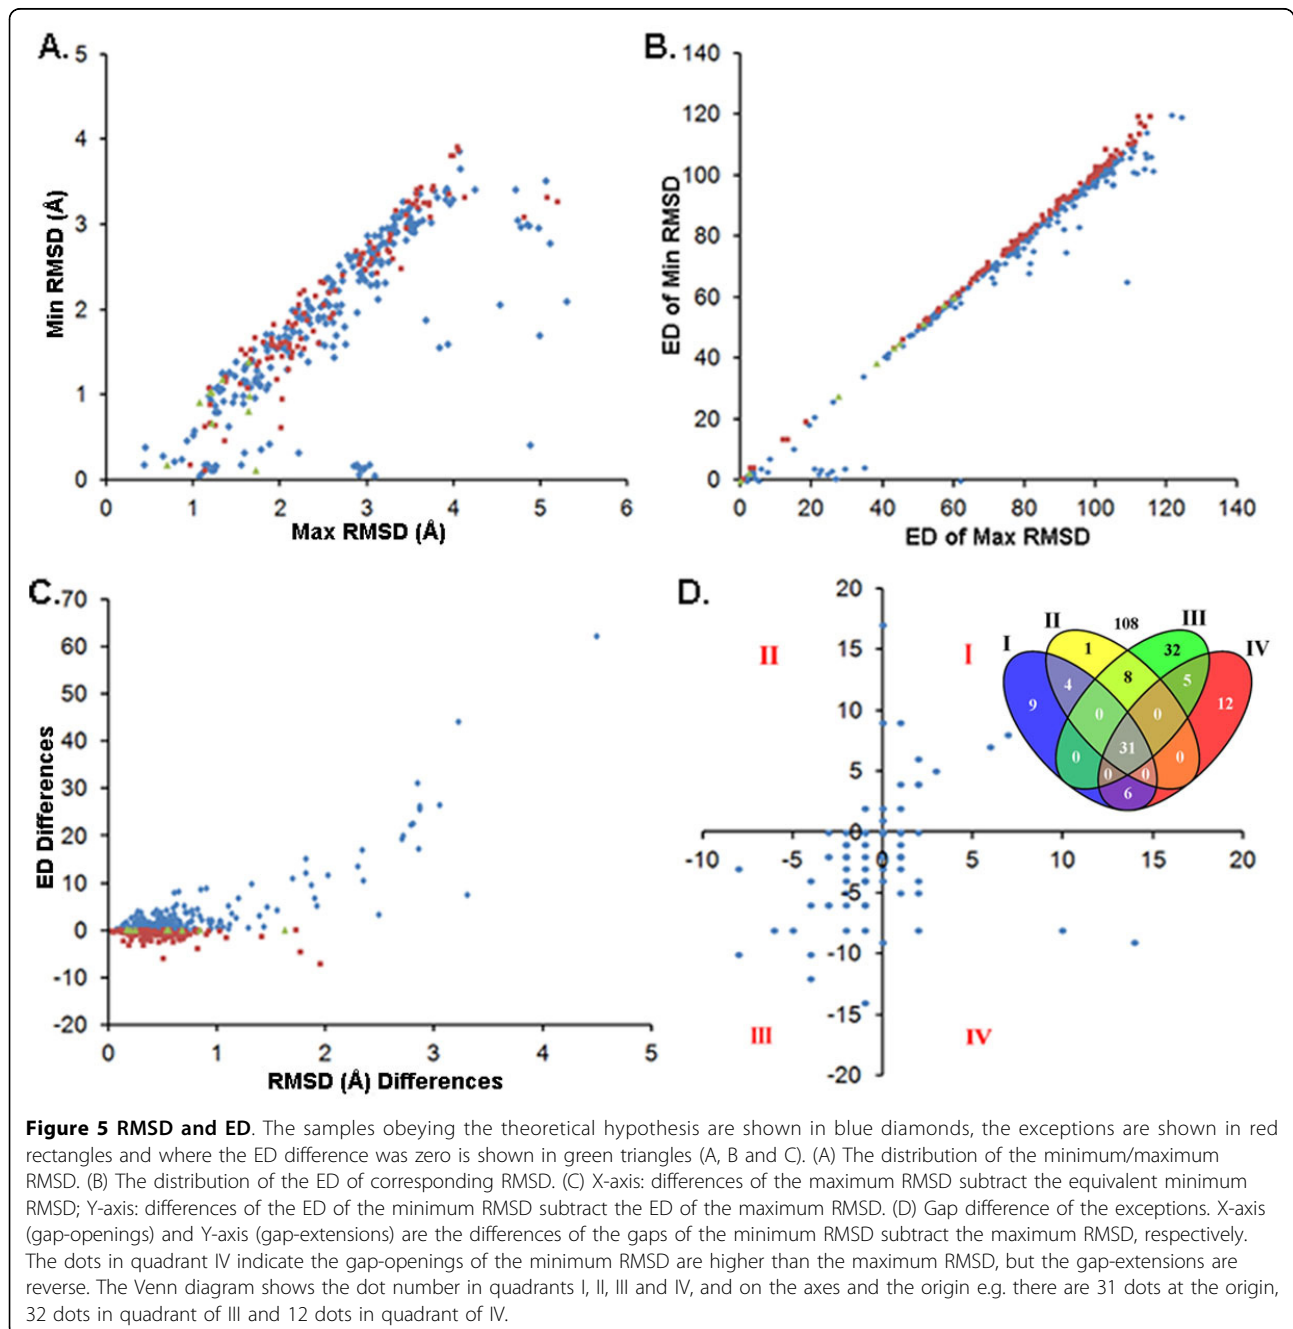 A.
5
4
3
2
1
0
Min RMSD (Å)
0 1 2 3 4 5 6
Max RMSD (Å)
B.
140
120
100
80
60
40
20
0
ED of Min RMSD
0 20 40 60 80 100 120 140
ED of Max RMSD
C.
70
60
50
40
30
20
10
0
-10
-20
ED Differences
0 1 2 3 4 5
RMSD (Å) Differences
D.
20
15
10
5
0
-5
-10
-15
-20
-10 -5 0 5 10 15 20
II I
III IV
I II 108 III IV
1 32
4 8 5
9 12
0 0
31
0 0
0 0
6
Figure 5 RMSD and ED. The samples obeying the theoretical hypothesis are shown in blue diamonds, the exceptions are shown in red
rectangles and where the ED difference was zero is shown in green triangles (A, B and C). (A) The distribution of the minimum/maximum
RMSD. (B) The distribution of the ED of corresponding RMSD. (C) X-axis: differences of the maximum RMSD subtract the equivalent minimum
RMSD; Y-axis: differences of the ED of the minimum RMSD subtract the ED of the maximum RMSD. (D) Gap difference of the exceptions. X-axis
(gap-openings) and Y-axis (gap-extensions) are the differences of the gaps of the minimum RMSD subtract the maximum RMSD, respectively.
The dots in quadrant IV indicate the gap-openings of the minimum RMSD are higher than the maximum RMSD, but the gap-extensions are
reverse. The Venn diagram shows the dot number in quadrants I, II, III and IV, and on the axes and the origin e.g. there are 31 dots at the origin,
32 dots in quadrant of III and 12 dots in quadrant of IV.